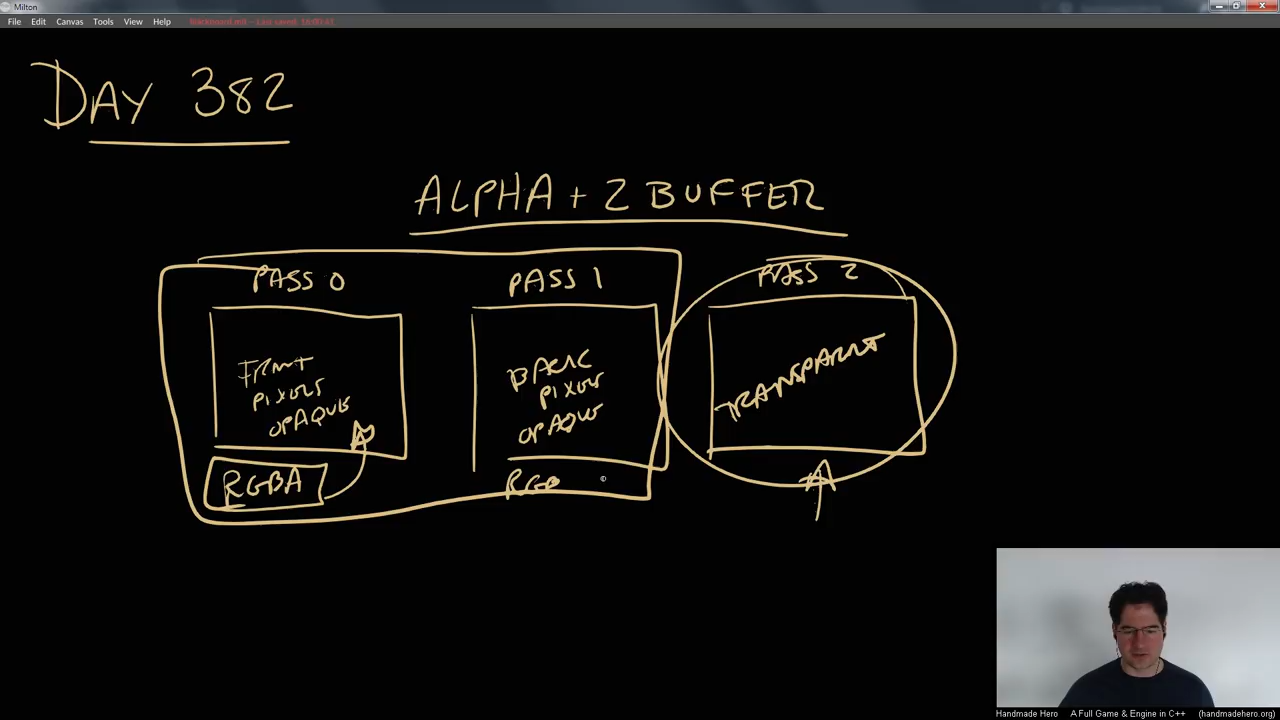 Milton
File Edit Canvas Tools View Help
DAY 382
ALPHA + Z BUFFER
PASS 0 PASS 1 PASS 2
FRONT
PIXELS
OPAQUE
BACK
PIXELS
OPAQUE
TRANSPARENT
RGBA
RGB
Handmade Hero A Full Game & Engine in C++ (handmadehero.org)